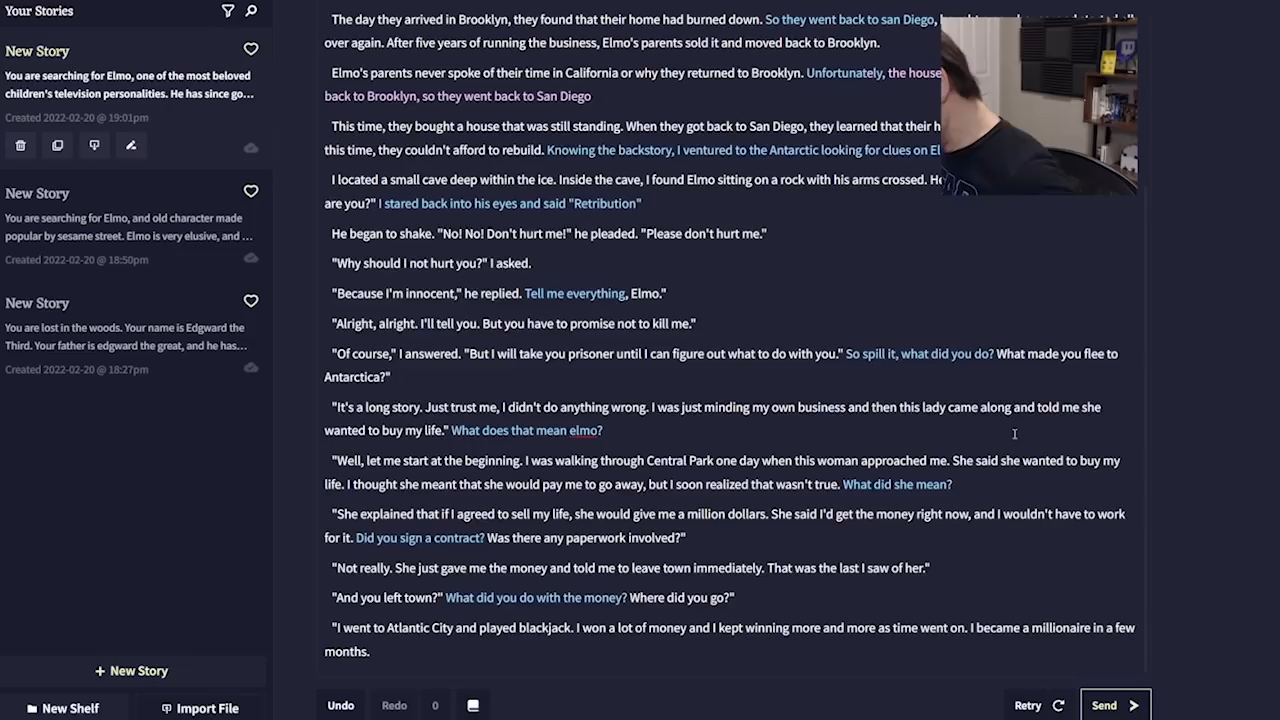 Your Stories
New Story
You are searching for Elmo, one of the most beloved
children's television personalities. He has since go...
Created 2022-02-20 @ 19:01pm
New Story
You are searching for Elmo, and old character made
popular by sesame street. Elmo is very elusive, and ...
Created 2022-02-20 @ 18:50pm
New Story
You are lost in the woods. Your name is Edgward the
Third. Your father is edgward the great, and he has...
Created 2022-02-20 @ 18:27pm
+ New Story
New Shelf
Import File
The day they arrived in Brooklyn, they found that their home had burned down. So they went back to san Diego,
over again. After five years of running the business, Elmo's parents sold it and moved back to Brooklyn.
Elmo's parents never spoke of their time in California or why they returned to Brooklyn. Unfortunately, the house
back to Brooklyn, so they went back to San Diego
This time, they bought a house that was still standing. When they got back to San Diego, they learned that their
this time, they couldn't afford to rebuild. Knowing the backstory, I ventured to the Antarctic looking for clues on
I located a small cave deep within the ice. Inside the cave, I found Elmo sitting on a rock with his arms crossed.
are you?" I stared back into his eyes and said "Retribution"
He began to shake. "No! No! Don't hurt me!" he pleaded. "Please don't hurt me."
"Why should I not hurt you?" I asked.
"Because I'm innocent," he replied. Tell me everything, Elmo."
"Alright, alright. I'll tell you. But you have to promise not to kill me."
"Of course," I answered. "But I will take you prisoner until I can figure out what to do with you." So spill it, what did you do? What made you flee to
Antarctica?"
"It's a long story. Just trust me, I didn't do anything wrong. I was just minding my own business and then this lady came along and told me she
wanted to buy my life." What does that mean elmo?
"Well, let me start at the beginning. I was walking through Central Park one day when this woman approached me. She said she wanted to buy my
life. I thought she meant that she would pay me to go away, but I soon realized that wasn't true. What did she mean?
"She explained that if I agreed to sell my life, she would give me a million dollars. She said I'd get the money right now, and I wouldn't have to work
for it. Did you sign a contract? Was there any paperwork involved?"
"Not really. She just gave me the money and told me to leave town immediately. That was the last I saw of her."
"And you left town?" What did you do with the money? Where did you go?"
"I went to Atlantic City and played blackjack. I won a lot of money and I kept winning more and more as time went on. I became a millionaire in a few
months.
Undo
Redo
0
Retry
Send